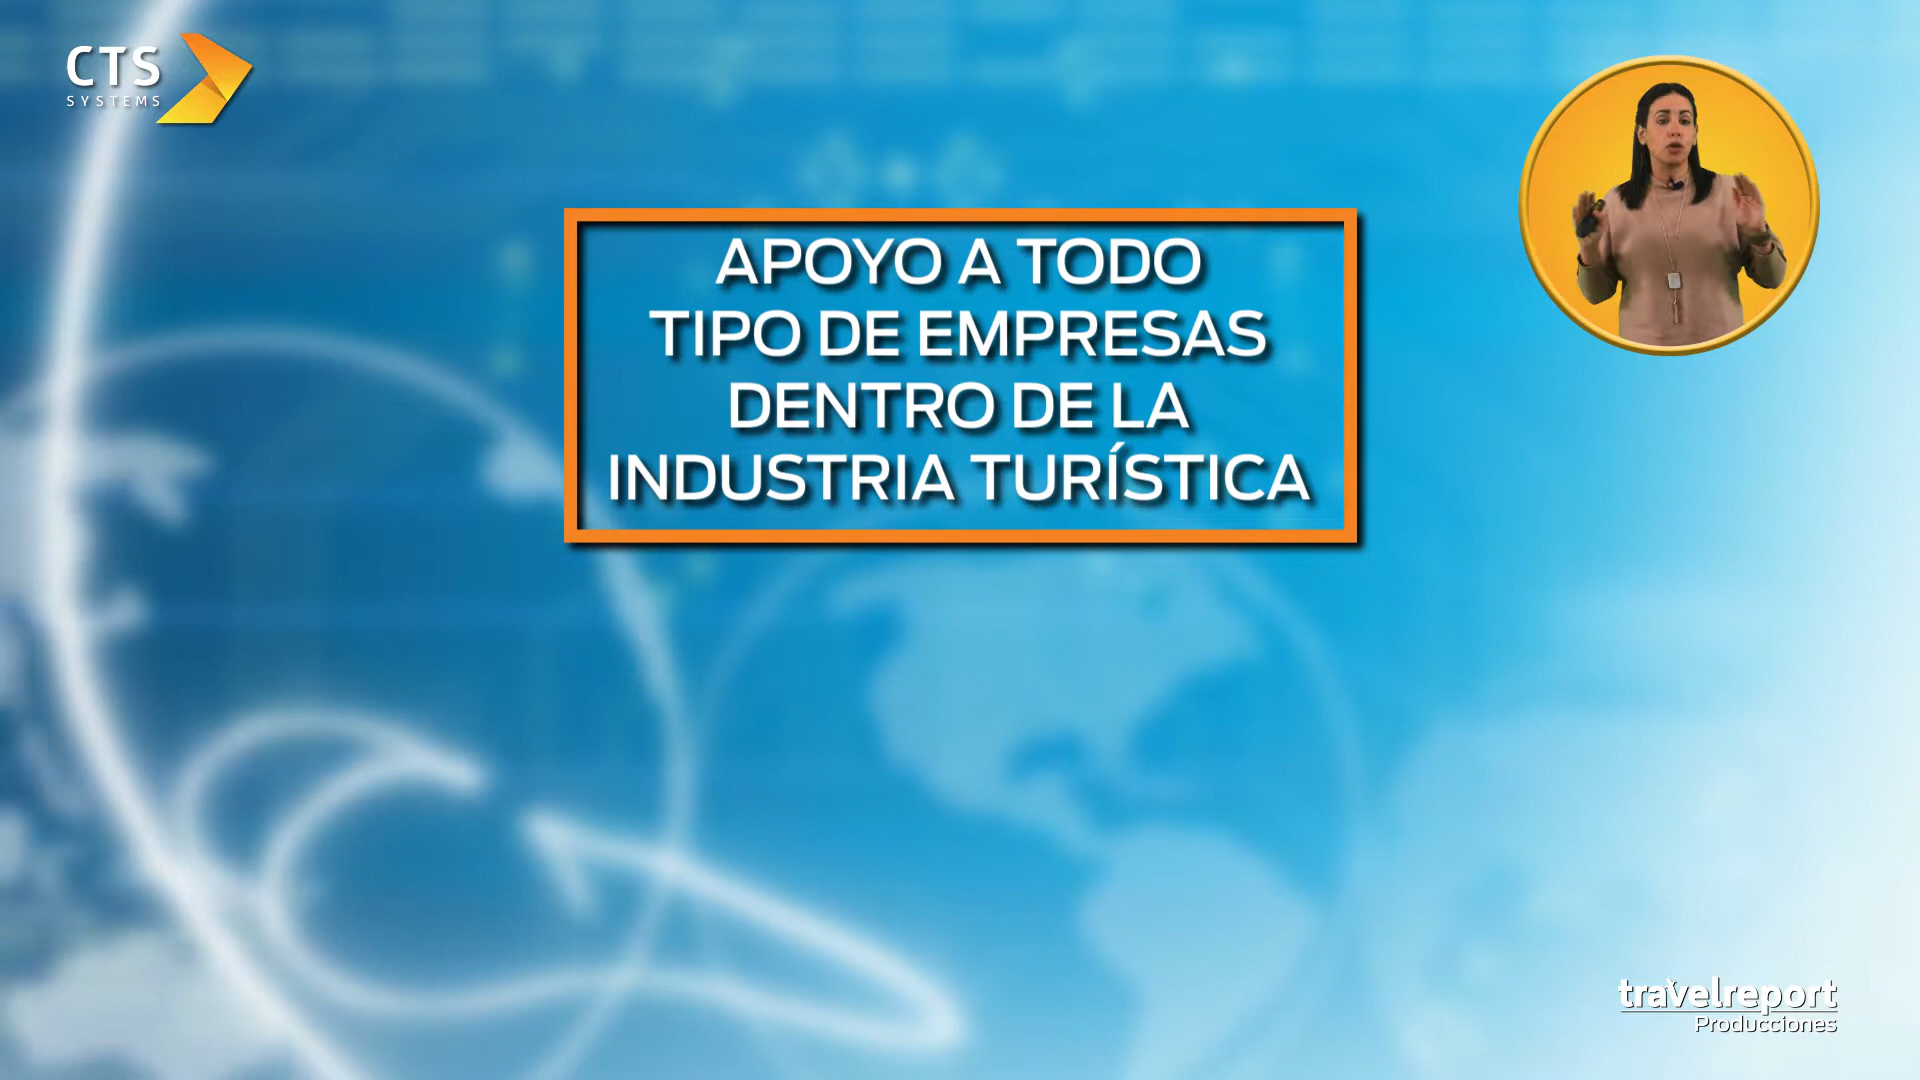 CTS
SYSTEMS
APOYO A TODO
TIPO DE EMPRESAS
DENTRO DE LA
INDUSTRIA TURÍSTICA
travelreport
Producciones